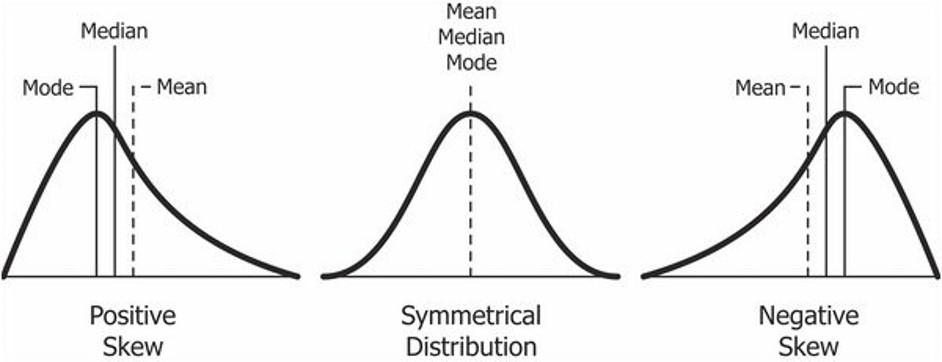 Median
Mode
Mean
Positive
Skew
Mean
Median
Mode
Symmetrical
Distribution
Median
Mean
Mode
Negative
Skew